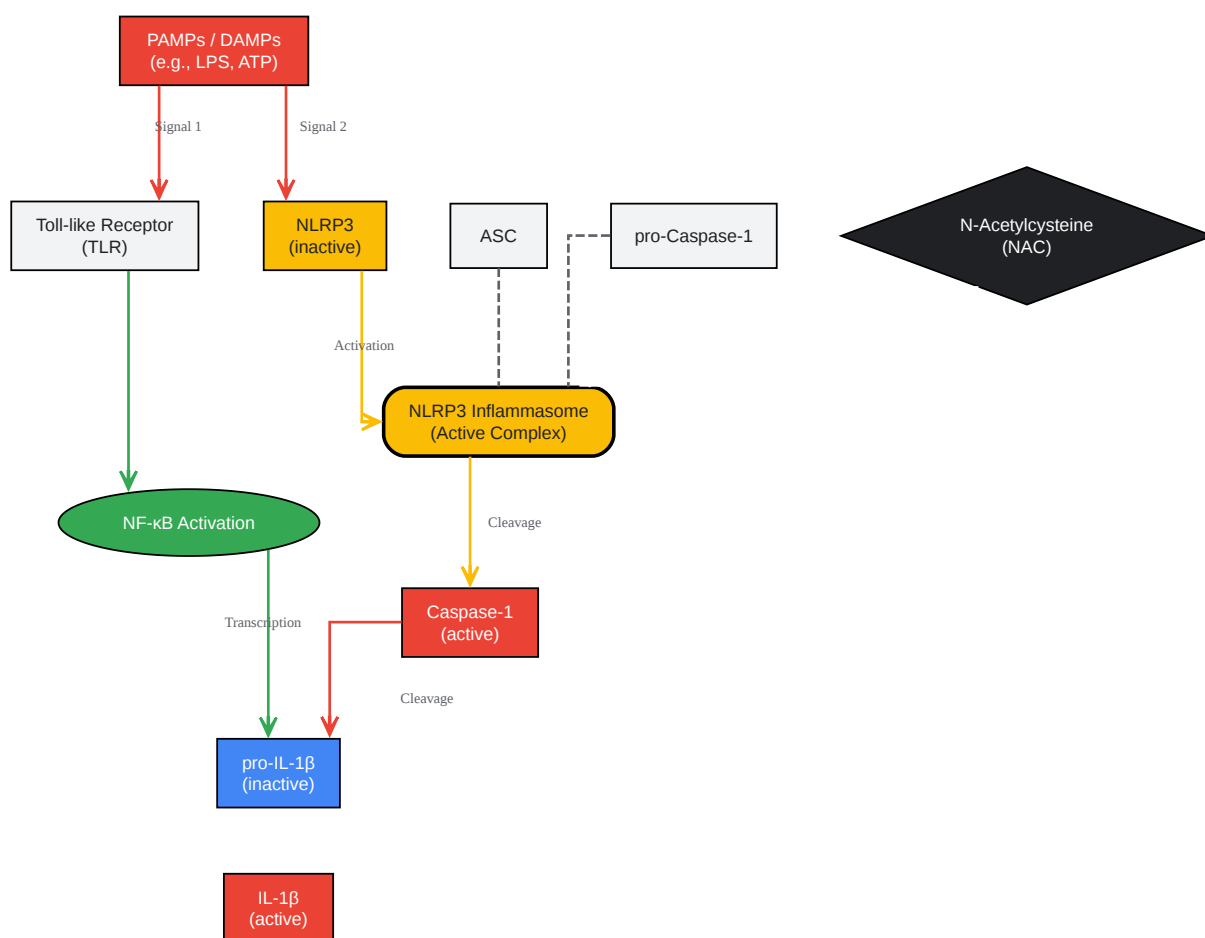 PAMPs / DAMPs
(e.g., LPS, ATP)
Signal 1
Signal 2
Toll-like Receptor
(TLR)
NLRP3
(inactive)
ASC
pro-Caspase-1
N-Acetylcysteine
(NAC)
Activation
NLRP3 Inflammasome
(Active Complex)
NF-κB Activation
Cleavage
Caspase-1
(active)
Transcription
Cleavage
pro-IL-1β
(inactive)
IL-1β
(active)